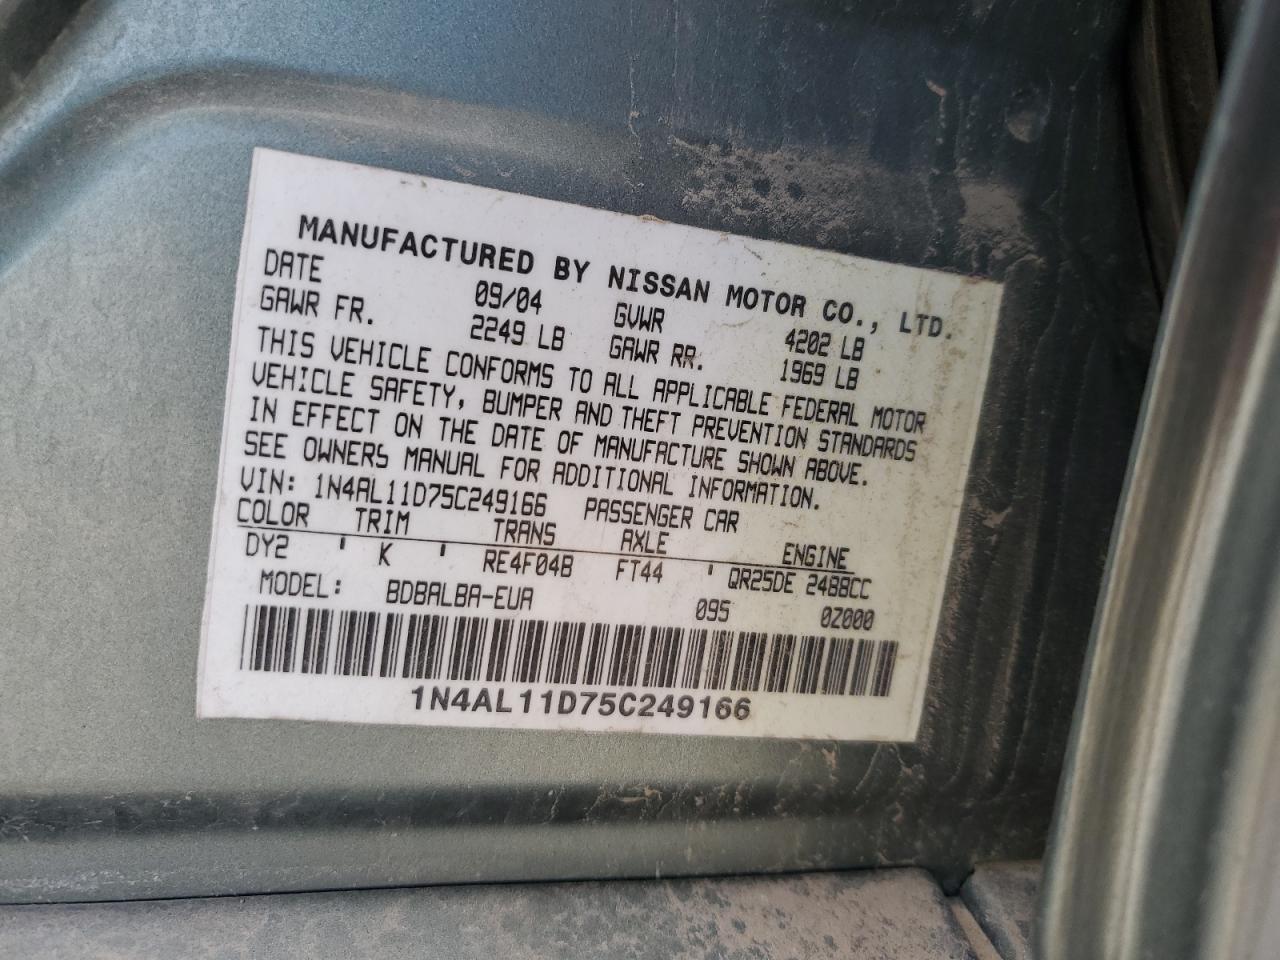 MANUFACTURED BY NISSAN MOTOR CO., LTD.
DATE 09/04 GVWR 4202 LB
GAWR FR. 2249 LB GAWR RR. 1969 LB
THIS VEHICLE CONFORMS TO ALL APPLICABLE FEDERAL MOTOR
VEHICLE SAFETY, BUMPER AND THEFT PREVENTION STANDARDS
IN EFFECT ON THE DATE OF MANUFACTURE SHOWN ABOVE.
SEE OWNERS MANUAL FOR ADDITIONAL INFORMATION.
VIN: 1N4AL11D75C249166 PASSENGER CAR
COLOR TRIM TRANS AXLE ENGINE
DY2 ' K ' RE4F04B FT44 ' QR25DE 2488CC
MODEL: BDBALBA-EUA 095 0Z000
1N4AL11D75C249166